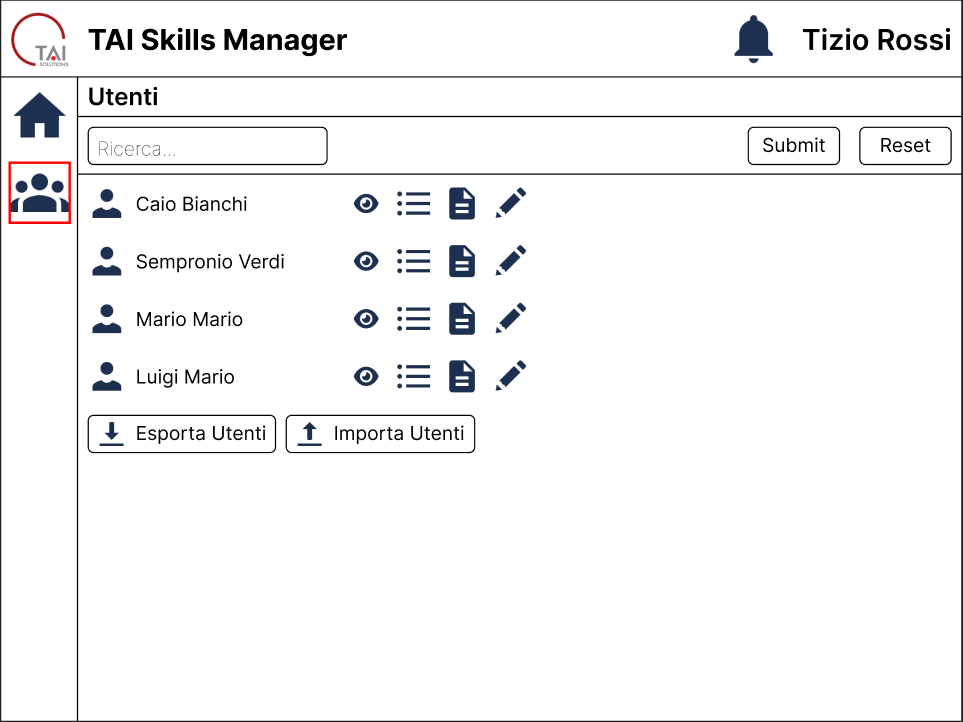 TAI
SOLUTIONS
TAI Skills Manager
Tizio Rossi
Utenti
Ricerca...
Submit
Reset
Caio Bianchi
Sempronio Verdi
Mario Mario
Luigi Mario
Esporta Utenti
Importa Utenti